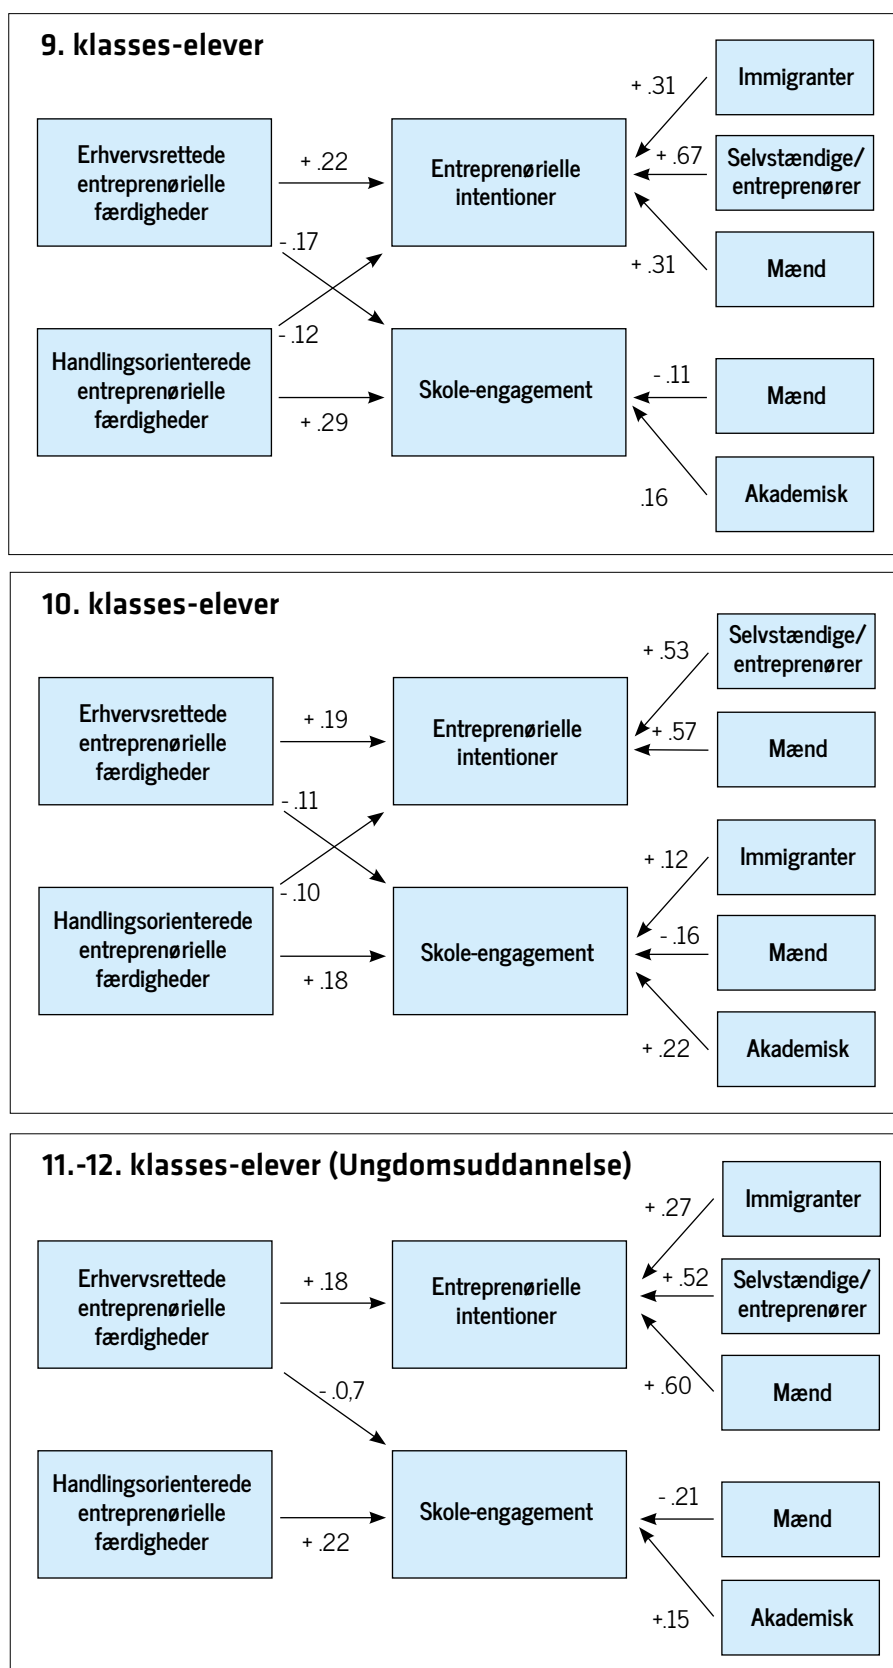 9. klasses-elever
Immigranter
+ .31
Erhvervsrettede
entreprenørielle
færdigheder
+ .22
Entreprenørielle
intentioner
+ .67
Selvstændige/
entreprenører
- .17
+ .31
Mænd
- .12
Handlingsorienterede
entreprenørielle
færdigheder
+ .29
Skole-engagement
- .11
Mænd
.16
Akademisk
10. klasses-elever
Selvstændige/
entreprenører
+ .53
Erhvervsrettede
entreprenørielle
færdigheder
+ .19
Entreprenørielle
intentioner
+ .57
Mænd
- .11
- .10
+ .12
Immigranter
Handlingsorienterede
entreprenørielle
færdigheder
+ .18
Skole-engagement
- .16
Mænd
+ .22
Akademisk
11.-12. klasses-elever (Ungdomsuddannelse)
Immigranter
+ .27
Erhvervsrettede
entreprenørielle
færdigheder
+ .18
Entreprenørielle
intentioner
+ .52
Selvstændige/
entreprenører
- .0,7
+ .60
Mænd
Handlingsorienterede
entreprenørielle
færdigheder
+ .22
Skole-engagement
- .21
Mænd
+.15
Akademisk